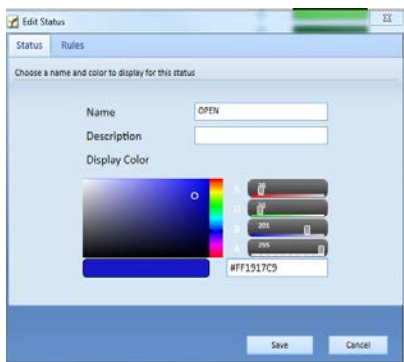 Edit Status
Status Rules
Choose a name and color to display for this status
Name OPEN
Description
Display Color
R
G
B 201
A 255
#FF1917C9
Save Cancel